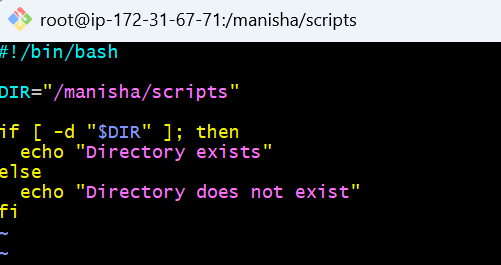 root@ip-172-31-67-71:/manisha/scripts
#!/bin/bash
DIR="/manisha/scripts"
if [ -d "$DIR" ]; then
  echo "Directory exists"
else
  echo "Directory does not exist"
fi
~
~